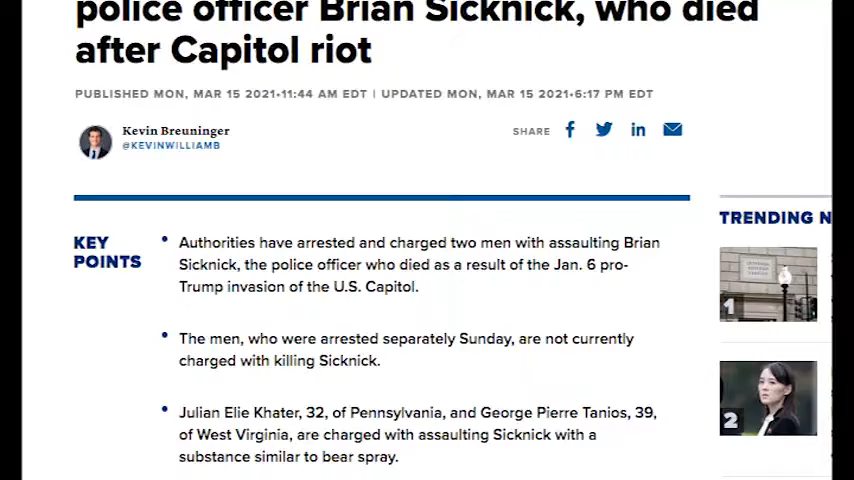 police officer Brian Sicknick, who died
after Capitol riot
PUBLISHED MON, MAR 15 2021•11:44 AM EDT | UPDATED MON, MAR 15 2021•6:17 PM EDT
Kevin Breuninger
@KEVINWILLIAMB
SHARE
KEY
POINTS
• Authorities have arrested and charged two men with assaulting Brian
Sicknick, the police officer who died as a result of the Jan. 6 pro-
Trump invasion of the U.S. Capitol.
• The men, who were arrested separately Sunday, are not currently
charged with killing Sicknick.
• Julian Elie Khater, 32, of Pennsylvania, and George Pierre Tanios, 39,
of West Virginia, are charged with assaulting Sicknick with a
substance similar to bear spray.
TRENDING N
1
2